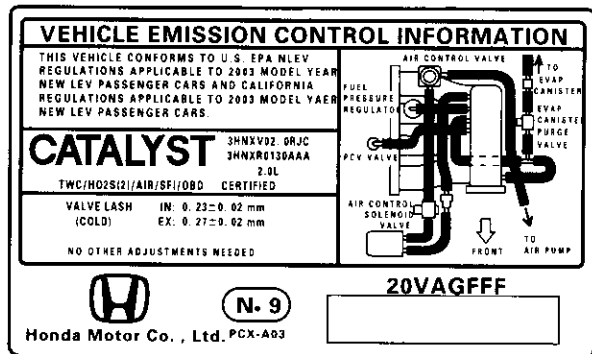 VEHICLE EMISSION CONTROL INFORMATION
THIS VEHICLE CONFORMS TO U.S. EPA NLEV
REGULATIONS APPLICABLE TO 2003 MODEL YEAR
NEW LEV PASSENGER CARS AND CALIFORNIA
REGULATIONS APPLICABLE TO 2003 MODEL YAER
NEW LEV PASSENGER CARS.
CATALYST
3HNXV02.0RJC
3HNXR0130AAA
2.0L
TWC/HO2S(2)/AIR/SFI/OBD CERTIFIED
VALVE LASH IN: 0.23±0.02 mm
(COLD) EX: 0.27±0.02 mm
NO OTHER ADJUSTMENTS NEEDED
AIR CONTROL VALVE
FUEL
PRESSURE
REGULATOR
PCV VALVE
AIR CONTROL
SOLENOID
VALVE
TO
EVAP
CANISTER
EVAP
CANISTER
PURGE
VALVE
FRONT
TO
AIR PUMP
Honda Motor Co., Ltd. PCX-A03
N.9
20VAGFFF